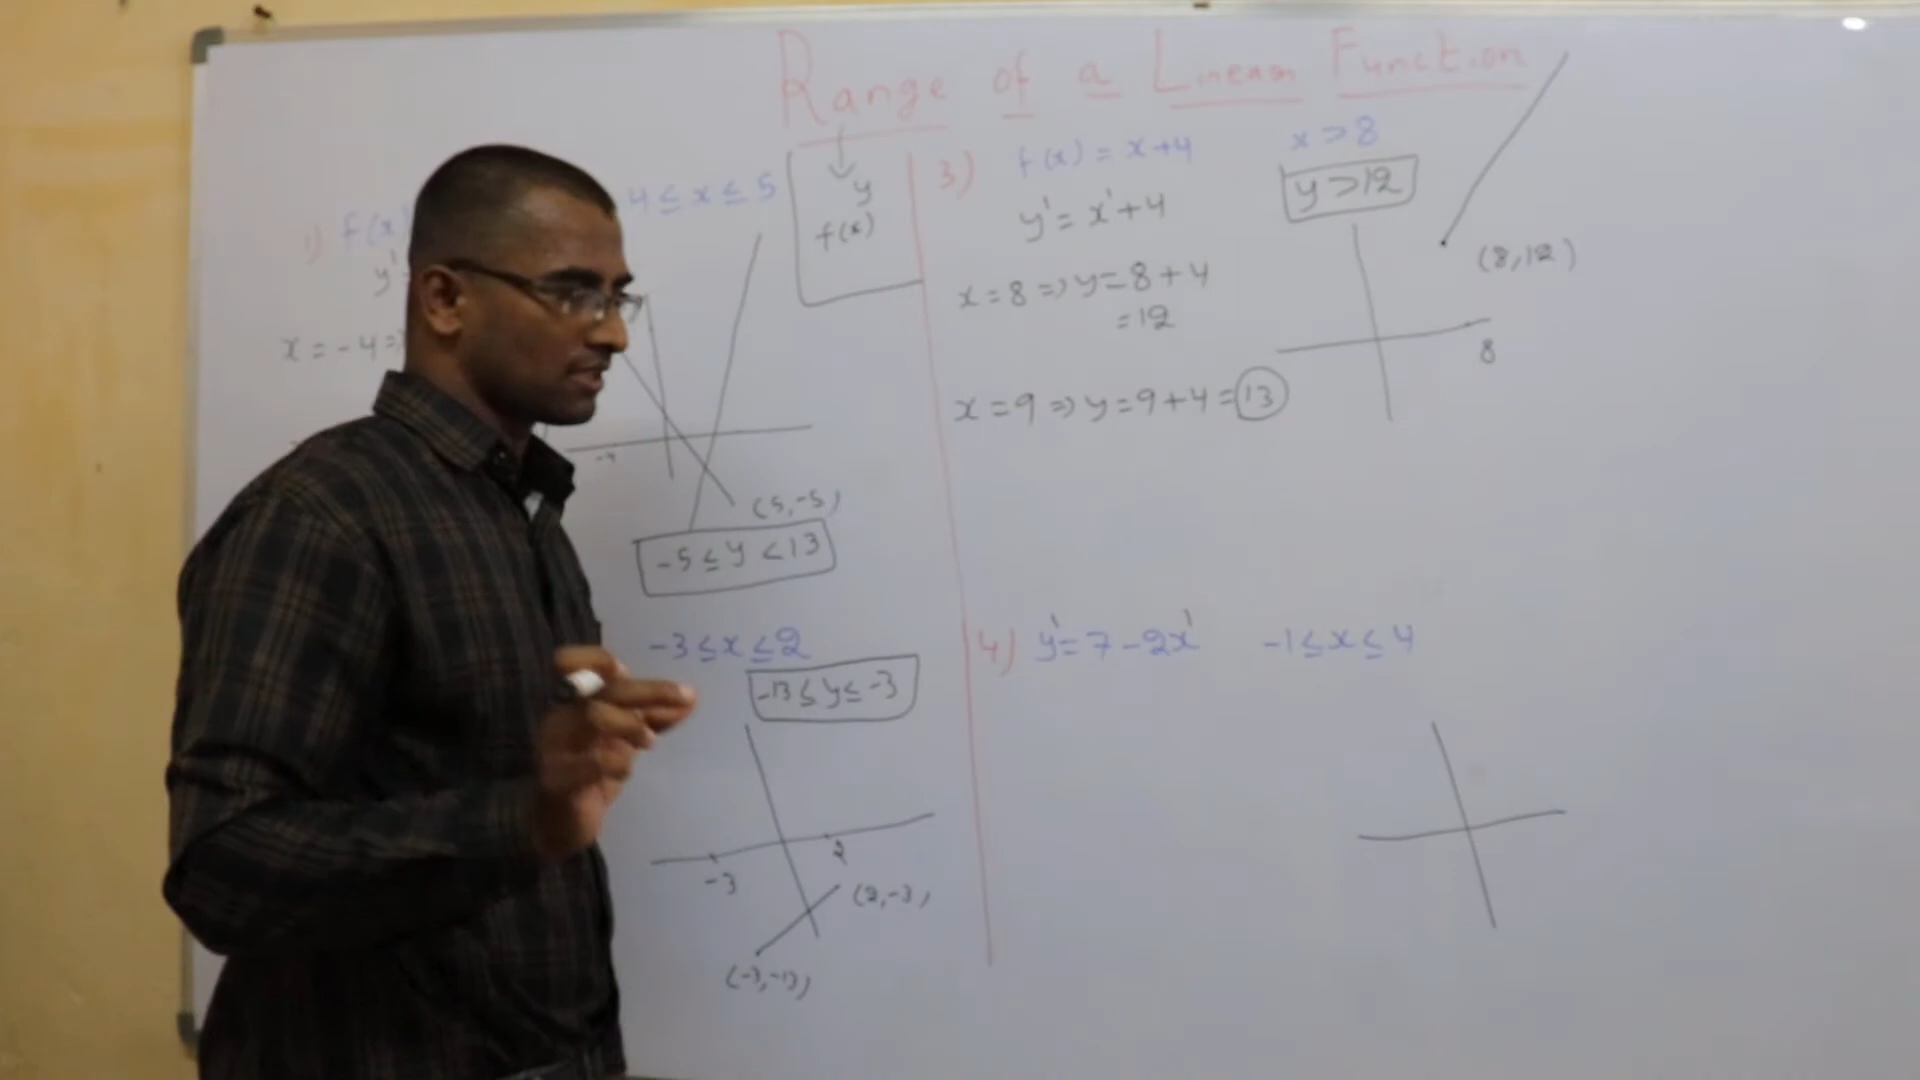 Range of a Linear Function
1) f(x)
4 ≤ x ≤ 5
y'
x = -4 =>
-4
(5,-5)
-5 ≤ y < 13
y
f(x)
-3 ≤ x ≤ 2
-13 ≤ y ≤ -3
-3
2
(2,-3)
(-3,-13)
3) f(x) = x+4 x > 8
y' = x'+4 y > 12
x = 8 => y = 8+4
= 12
(8,12)
8
x = 9 => y = 9+4 = 13
4) y' = 7 - 2x' -1 ≤ x ≤ 4